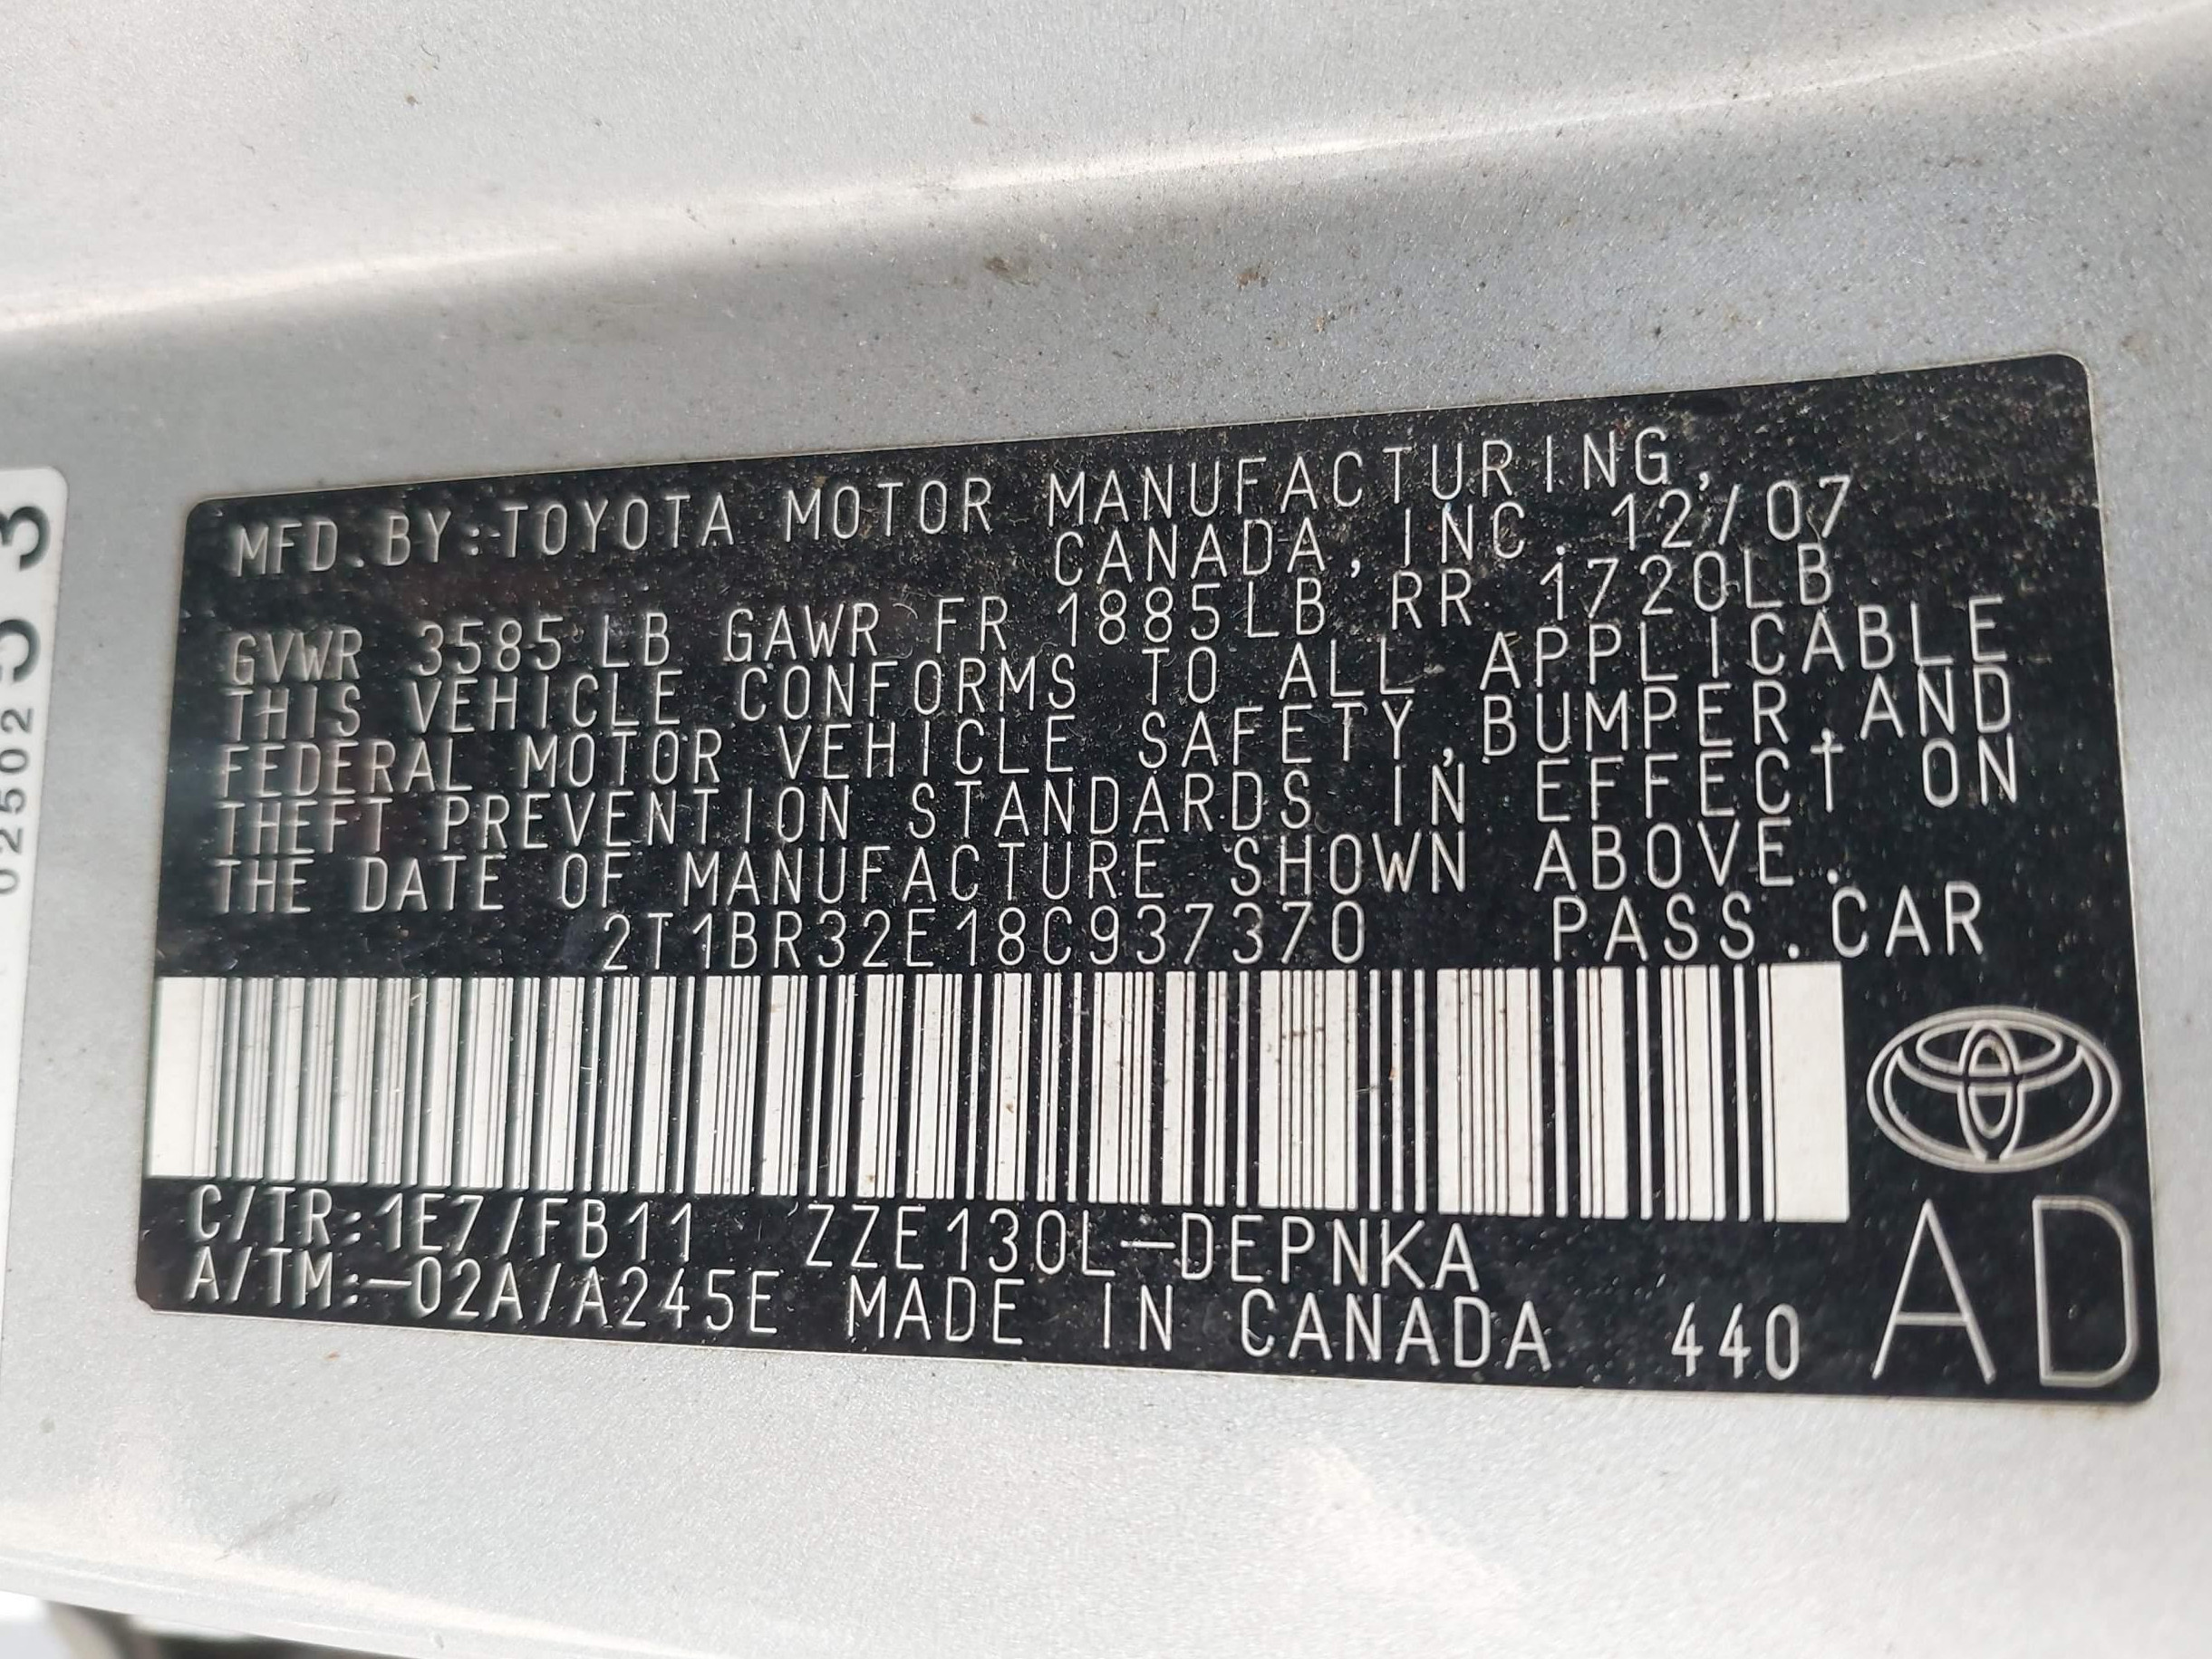 MFD.BY:TOYOTA MOTOR MANUFACTURING,
CANADA, INC. 12/07
GVWR 3585LB GAWR FR 1885LB RR 1720LB
THIS VEHICLE CONFORMS TO ALL APPLICABLE
FEDERAL MOTOR VEHICLE SAFETY,BUMPER,AND
THEFT PREVENTION STANDARDS IN EFFECT ON
THE DATE OF MANUFACTURE SHOWN ABOVE.
2T1BR32E18C937370 PASS.CAR
C/TR:1E7/FB11 ZZE130L-DEPNKA
A/TM:-02A/A245E MADE IN CANADA 440
AD
02502